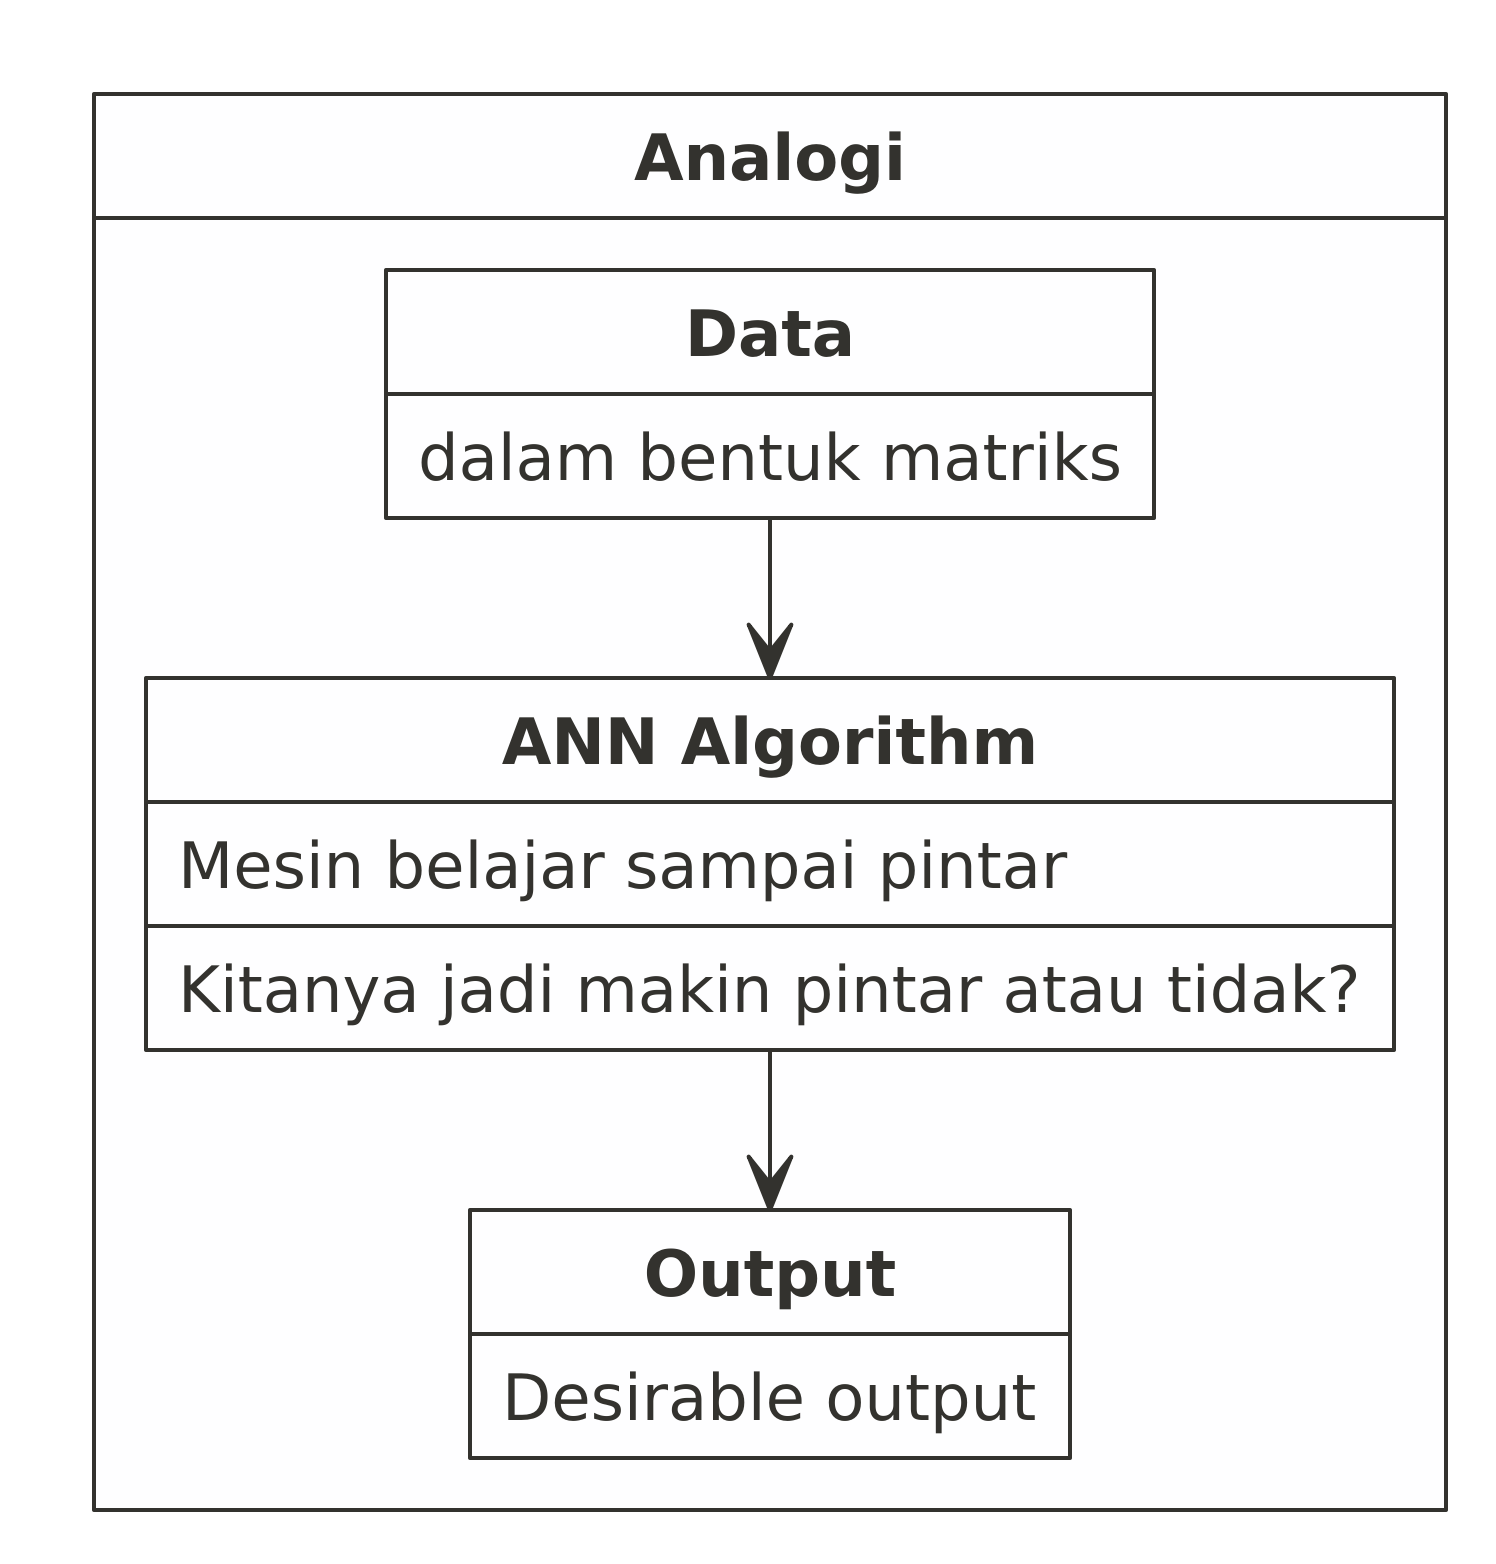 Analogi
Data
dalam bentuk matriks
ANN Algorithm
Mesin belajar sampai pintar
Kitanya jadi makin pintar atau tidak?
Output
Desirable output